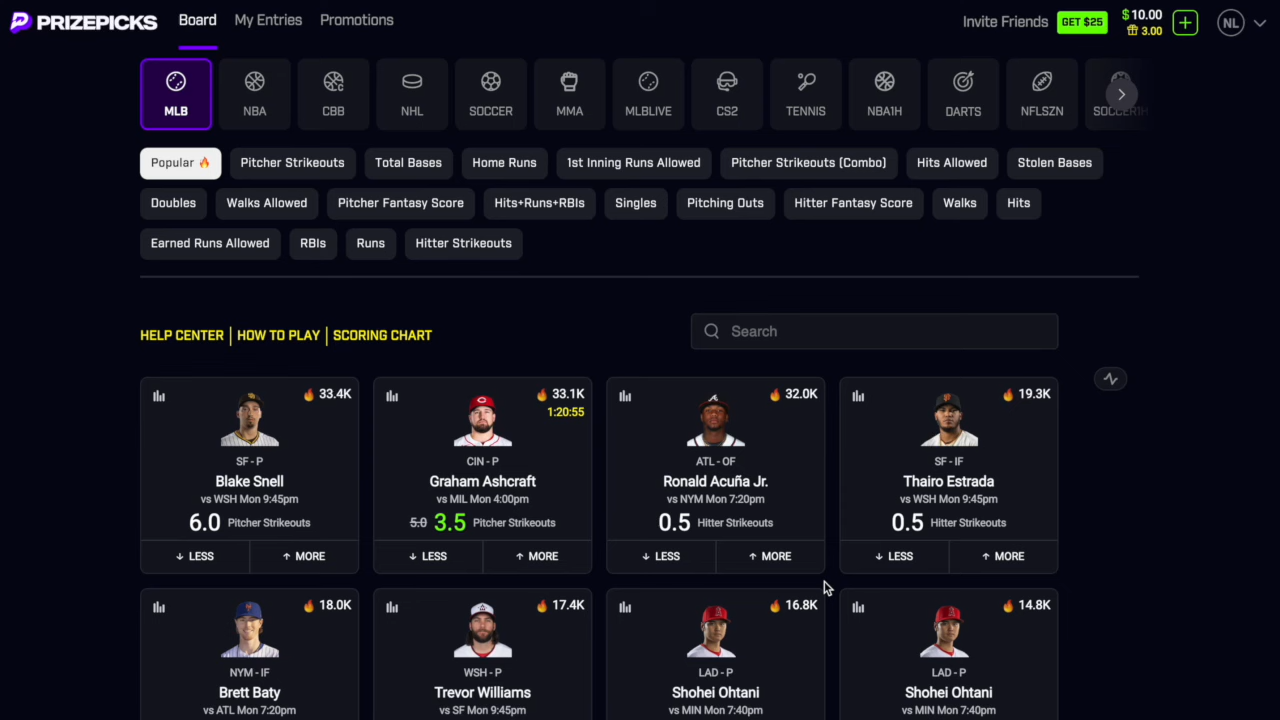 PRIZEPICKS Board My Entries Promotions Invite Friends GET $25 $10.00 3.00 NL
MLB NBA CBB NHL SOCCER MMA MLBLIVE CS2 TENNIS NBA1H DARTS NFLSZN SOCCER1H
Popular 🔥 Pitcher Strikeouts Total Bases Home Runs 1st Inning Runs Allowed Pitcher Strikeouts (Combo) Hits Allowed Stolen Bases
Doubles Walks Allowed Pitcher Fantasy Score Hits+Runs+RBIs Singles Pitching Outs Hitter Fantasy Score Walks Hits
Earned Runs Allowed RBIs Runs Hitter Strikeouts
HELP CENTER | HOW TO PLAY | SCORING CHART Search
33.4K
SF - P
Blake Snell
vs WSH Mon 9:45pm
6.0 Pitcher Strikeouts
↓ LESS ↑ MORE
33.1K
1:20:55
CIN - P
Graham Ashcraft
vs MIL Mon 4:00pm
5.0 3.5 Pitcher Strikeouts
↓ LESS ↑ MORE
32.0K
ATL - OF
Ronald Acuña Jr.
vs NYM Mon 7:20pm
0.5 Hitter Strikeouts
↓ LESS ↑ MORE
19.3K
SF - IF
Thairo Estrada
vs WSH Mon 9:45pm
0.5 Hitter Strikeouts
↓ LESS ↑ MORE
18.0K
NYM - IF
Brett Baty
vs ATL Mon 7:20pm
17.4K
WSH - P
Trevor Williams
vs SF Mon 9:45pm
16.8K
LAD - P
Shohei Ohtani
vs MIN Mon 7:40pm
14.8K
LAD - P
Shohei Ohtani
vs MIN Mon 7:40pm